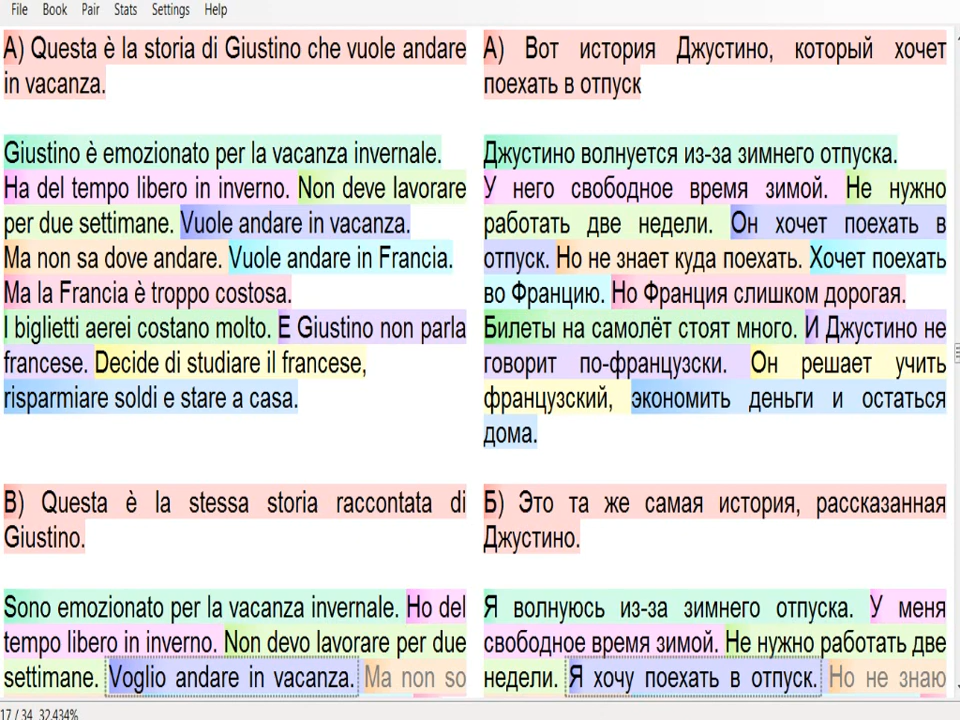 File Book Pair Stats Settings Help
A) Questa è la storia di Giustino che vuole andare
in vacanza.
Giustino è emozionato per la vacanza invernale.
Ha del tempo libero in inverno. Non deve lavorare
per due settimane. Vuole andare in vacanza.
Ma non sa dove andare. Vuole andare in Francia.
Ma la Francia è troppo costosa.
I biglietti aerei costano molto. E Giustino non parla
francese. Decide di studiare il francese,
risparmiare soldi e stare a casa.
B) Questa è la stessa storia raccontata di
Giustino.
Sono emozionato per la vacanza invernale. Ho del
tempo libero in inverno. Non devo lavorare per due
settimane. Voglio andare in vacanza. Ma non so
А) Вот история Джустино, который хочет
поехать в отпуск
Джустино волнуется из-за зимнего отпуска.
У него свободное время зимой. Не нужно
работать две недели. Он хочет поехать в
отпуск. Но не знает куда поехать. Хочет поехать
во Францию. Но Франция слишком дорогая.
Билеты на самолёт стоят много. И Джустино не
говорит по-французски. Он решает учить
французский, экономить деньги и остаться
дома.
Б) Это та же самая история, рассказанная
Джустино.
Я волнуюсь из-за зимнего отпуска. У меня
свободное время зимой. Не нужно работать две
недели. Я хочу поехать в отпуск. Но не знаю
17 / 34 32.434%